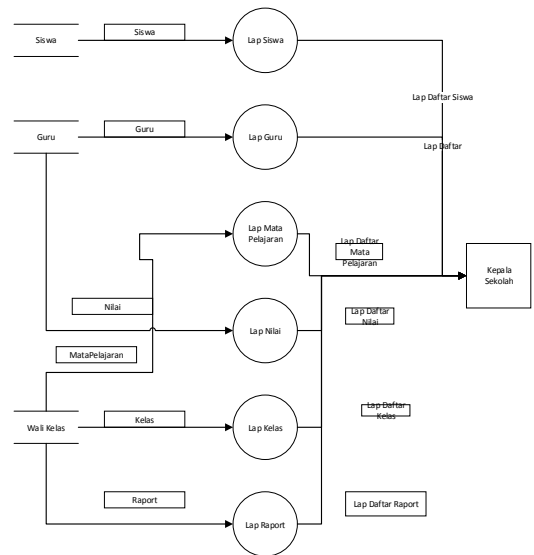 Siswa
Siswa
Lap Siswa
Lap Daftar Siswa
Guru
Guru
Lap Guru
Lap Daftar
Lap Mata
Pelajaran
Lap Daftar
Mata
Pelajaran
Kepala
Sekolah
Nilai
Lap Daftar
Nilai
Lap Nilai
MataPelajaran
Wali Kelas
Kelas
Lap Kelas
Lap Daftar
Kelas
Raport
Lap Raport
Lap Daftar Raport